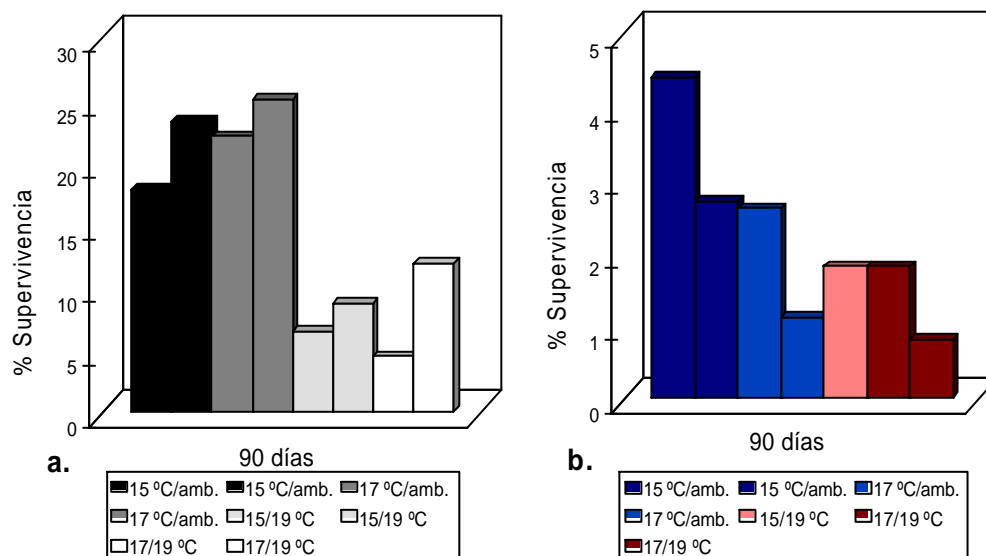 % Supervivencia
30
25
20
15
10
5
0
90 días
a.
15 ºC/amb. 15 ºC/amb. 17 ºC/amb.
17 ºC/amb. 15/19 ºC 15/19 ºC
17/19 ºC 17/19 ºC
% Supervivencia
5
4
3
2
1
0
90 días
b.
15 ºC/amb. 15 ºC/amb. 17 ºC/amb.
17 ºC/amb. 15/19 ºC 17/19 ºC
17/19 ºC